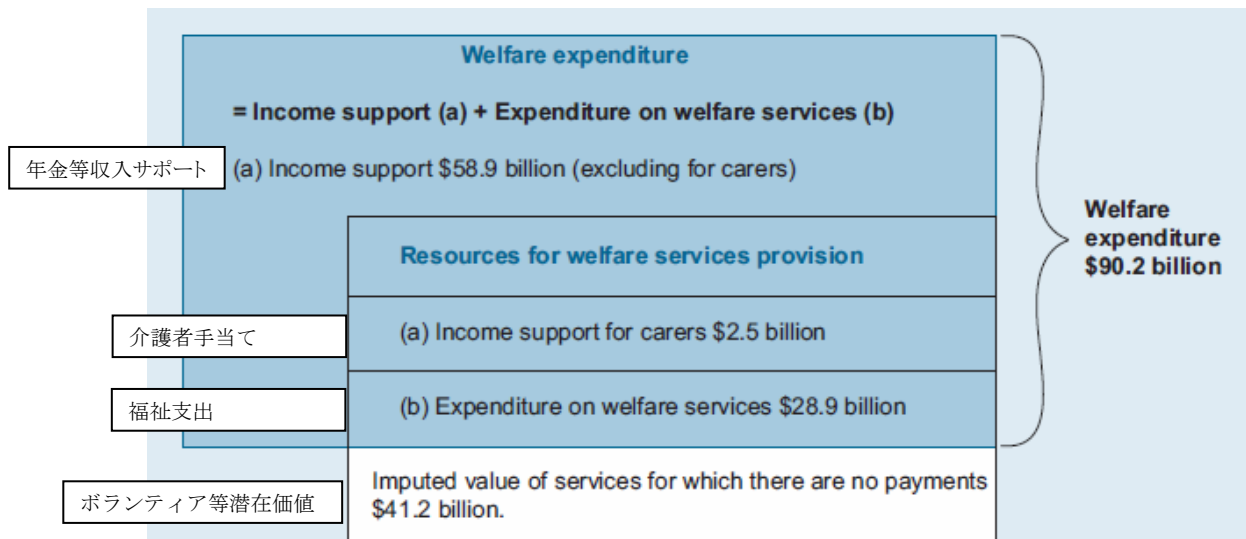 Welfare expenditure
= Income support (a) + Expenditure on welfare services (b)
年金等収入サポート
(a) Income support $58.9 billion (excluding for carers)
Welfare
expenditure
$90.2 billion
Resources for welfare services provision
介護者手当て
(a) Income support for carers $2.5 billion
福祉支出
(b) Expenditure on welfare services $28.9 billion
ボランティア等潜在価値
Imputed value of services for which there are no payments
$41.2 billion.